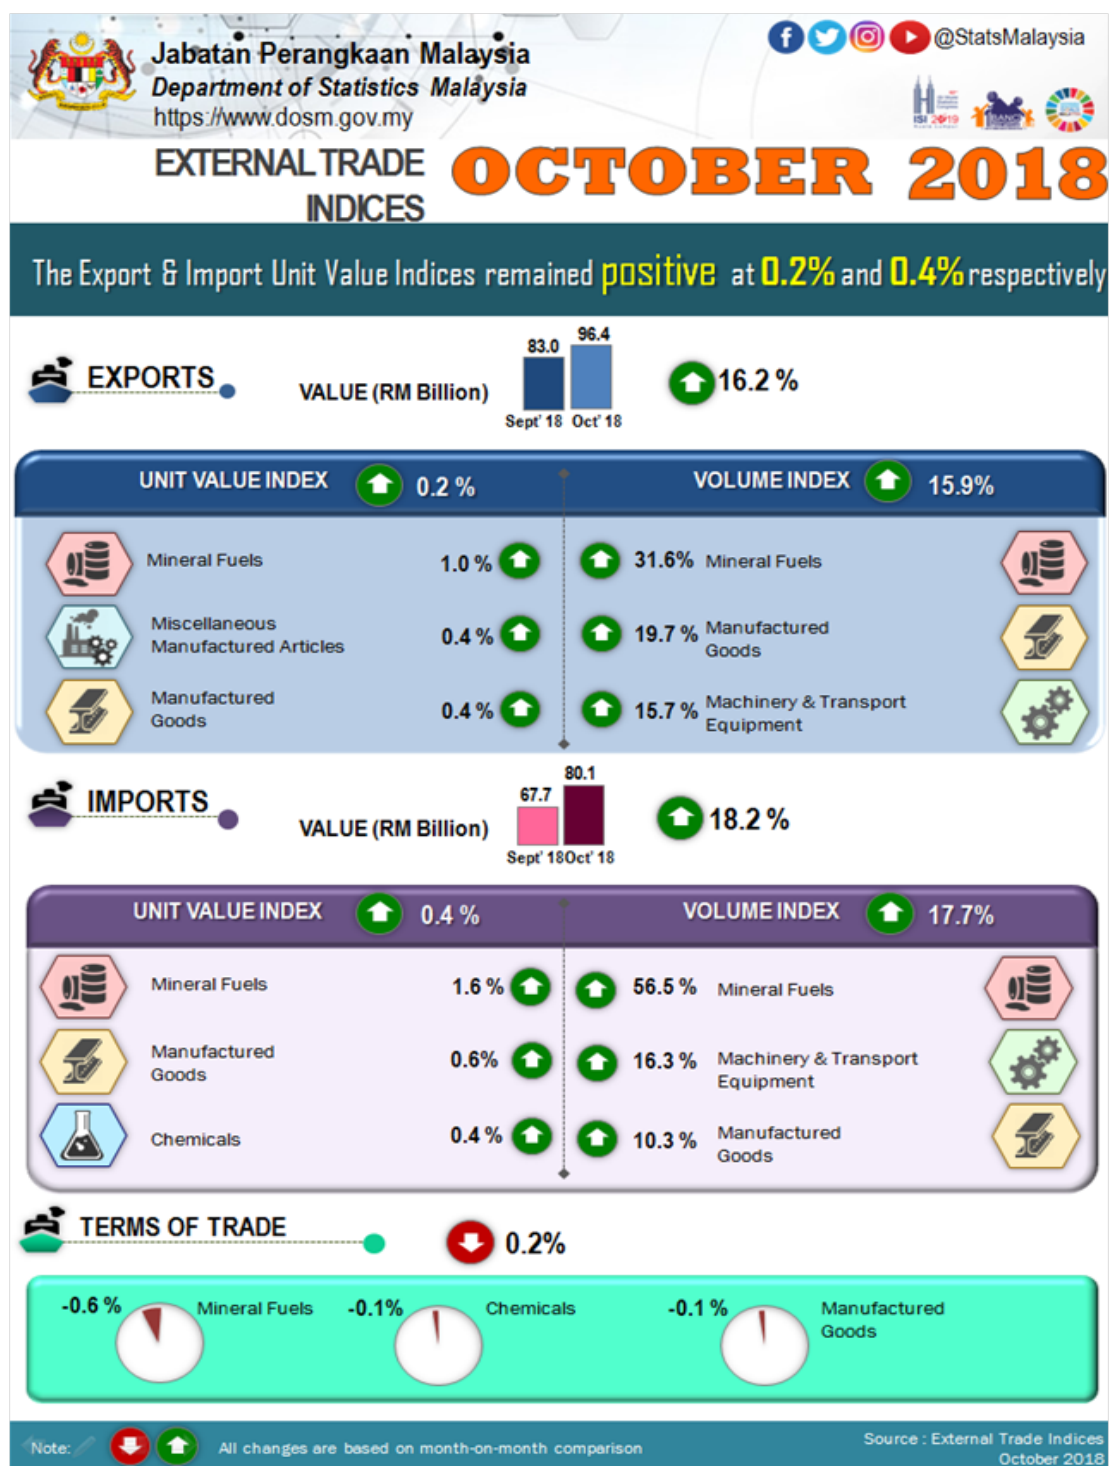 Jabatan Perangkaan Malaysia
Department of Statistics Malaysia
https://www.dosm.gov.my
@StatsMalaysia
ISI 2019
EXTERNAL TRADE
INDICES
OCTOBER 2018
The Export & Import Unit Value Indices remained positive at 0.2% and 0.4% respectively
EXPORTS
VALUE (RM Billion)
83.0
96.4
Sept' 18 Oct' 18
16.2 %
UNIT VALUE INDEX 0.2 %
VOLUME INDEX 15.9%
Mineral Fuels 1.0 %
Miscellaneous
Manufactured Articles 0.4 %
Manufactured
Goods 0.4 %
31.6% Mineral Fuels
19.7 % Manufactured
Goods
15.7 % Machinery & Transport
Equipment
IMPORTS
VALUE (RM Billion)
67.7
80.1
Sept' 18 Oct' 18
18.2 %
UNIT VALUE INDEX 0.4 %
VOLUME INDEX 17.7%
Mineral Fuels 1.6 %
Manufactured
Goods 0.6%
Chemicals 0.4 %
56.5 % Mineral Fuels
16.3 % Machinery & Transport
Equipment
10.3 % Manufactured
Goods
TERMS OF TRADE
0.2%
-0.6 % Mineral Fuels
-0.1% Chemicals
-0.1 % Manufactured
Goods
Note: All changes are based on month-on-month comparison
Source : External Trade Indices
October 2018